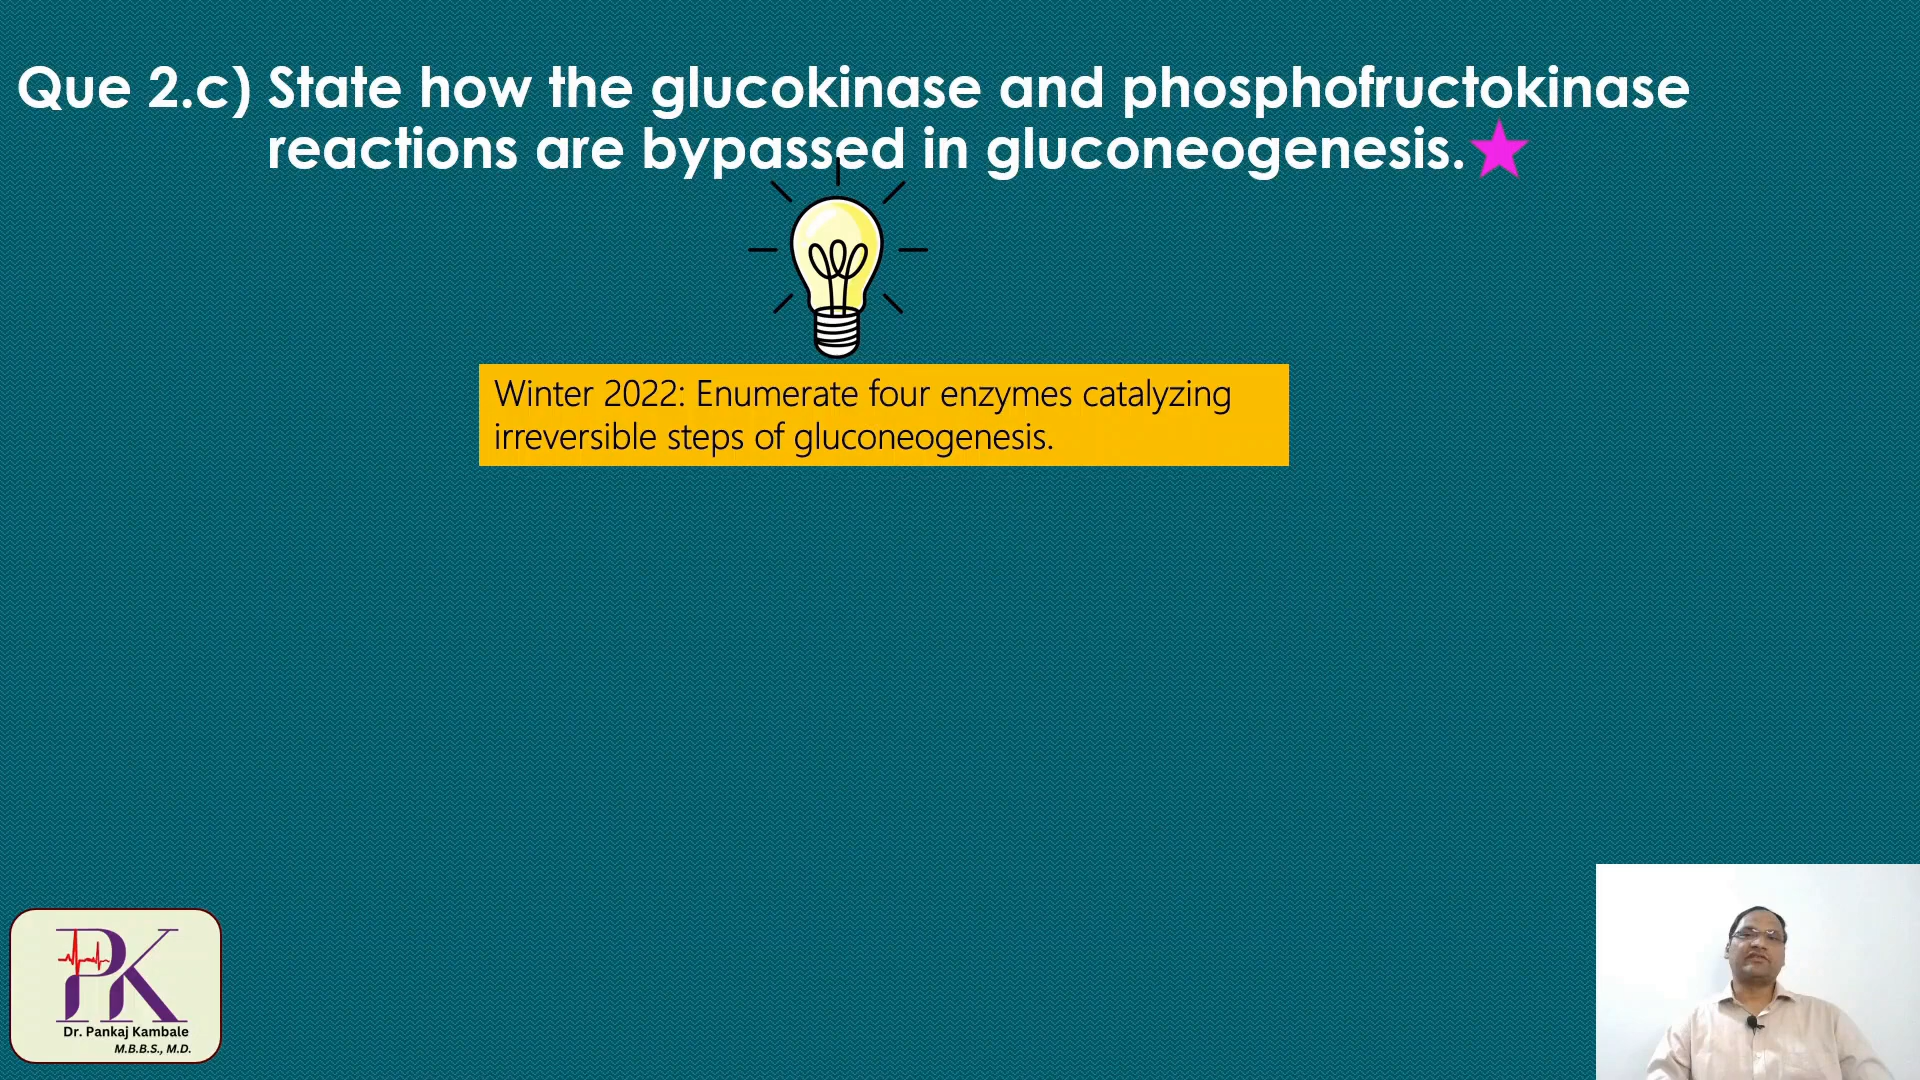 Que 2.c) State how the glucokinase and phosphofructokinase
reactions are bypassed in gluconeogenesis.
Winter 2022: Enumerate four enzymes catalyzing
irreversible steps of gluconeogenesis.
PK
Dr. Pankaj Kambale
M.B.B.S., M.D.